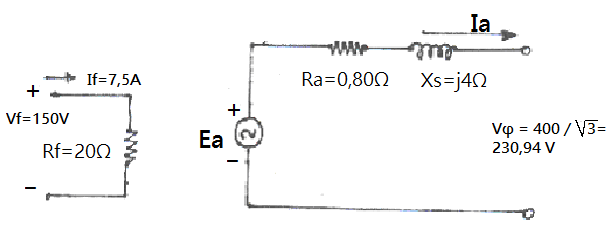 Ia
If=7,5A
+
Ra=0,80Ω
Xs=j4Ω
Vf=150V
+
Vφ = 400 / √3=
230,94 V
Rf=20Ω
Ea
2
−
−